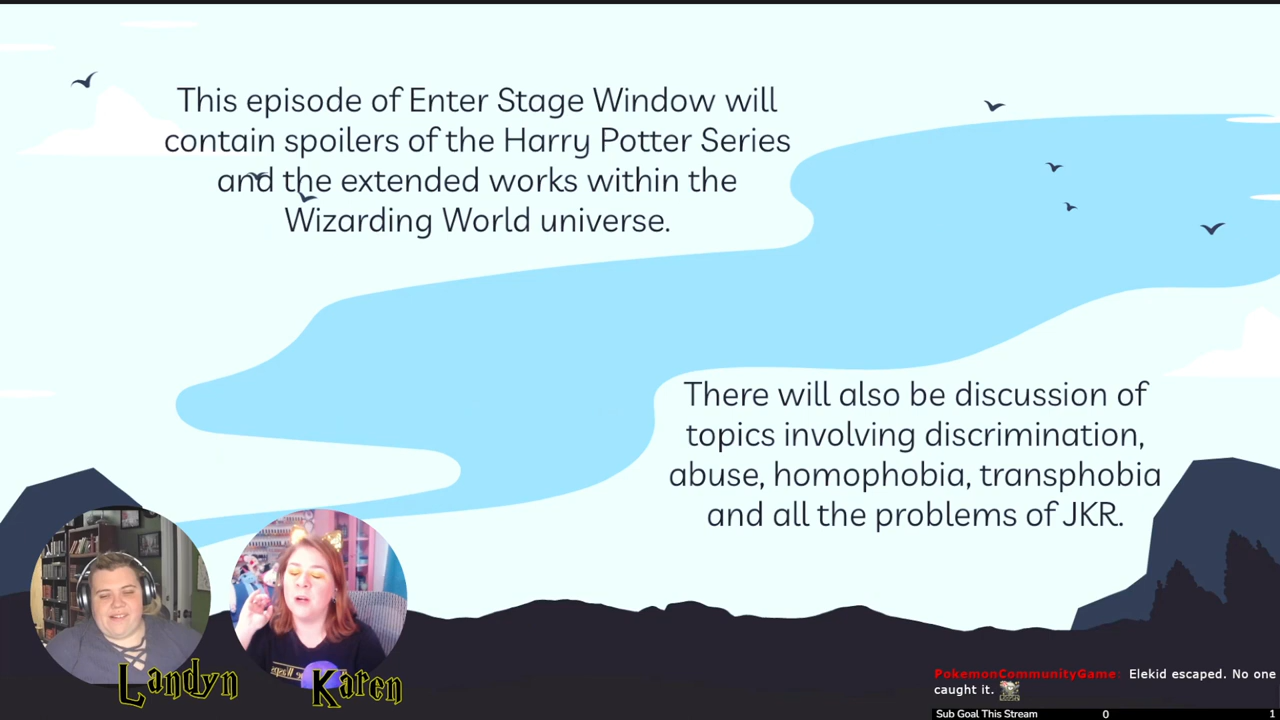 This episode of Enter Stage Window will
contain spoilers of the Harry Potter Series
and the extended works within the
Wizarding World universe.
There will also be discussion of
topics involving discrimination,
abuse, homophobia, transphobia
and all the problems of JKR.
Landyn
Karen
PokemonCommunityGame: Elekid escaped. No one
caught it.
Sub Goal This Stream 0 1